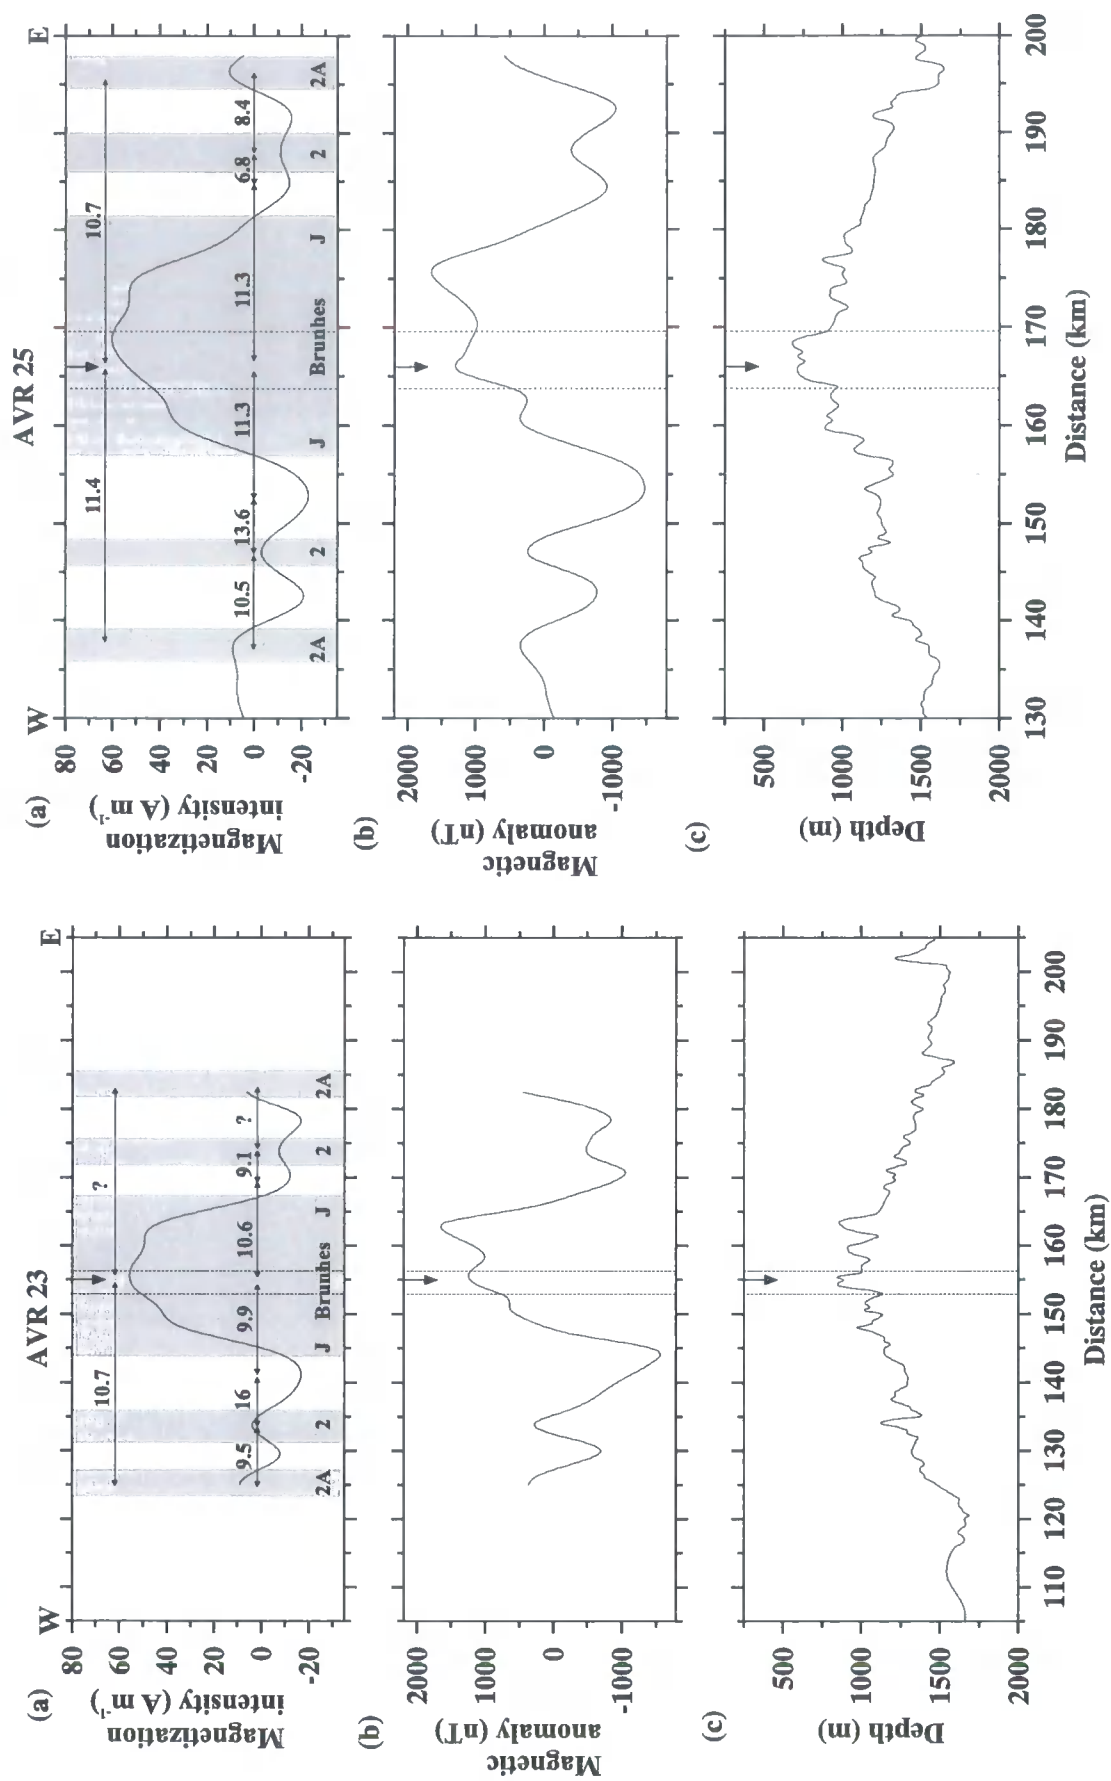 AVR 23
W E
(a)
Magnetization
intensity (A m⁻¹)
80
60
40
20
0
-20
10.7 ?
9.5 16 9.9 10.6 9.1 ?
2A 2 J Brunhes J 2 2A
(b)
Magnetic
anomaly (nT)
2000
1000
0
-1000
(c)
Depth (m)
500
1000
1500
2000
110 120 130 140 150 160 170 180 190 200
Distance (km)
AVR 25
W E
(a)
Magnetization
intensity (A m⁻¹)
80
60
40
20
0
-20
11.4 10.7
10.5 13.6 11.3 11.3 6.8 8.4
2A 2 J Brunhes J 2 2A
(b)
Magnetic
anomaly (nT)
2000
1000
0
-1000
(c)
Depth (m)
500
1000
1500
2000
130 140 150 160 170 180 190 200
Distance (km)